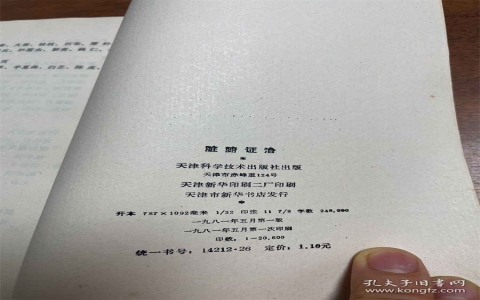 脏腑证治
天津科学技术出版社出版
天津市赤峰道124号
天津新华印刷二厂印刷
天津市新华书店发行
开本 787×1092毫米 1/32 印张 11 7/8 字数 248,000
一九八一年五月第一版
一九八一年五月第一次印刷
印数：1—20,600
统一书号：14212·28 定价：1.10元
孔夫子旧书网
www.kongfz.com